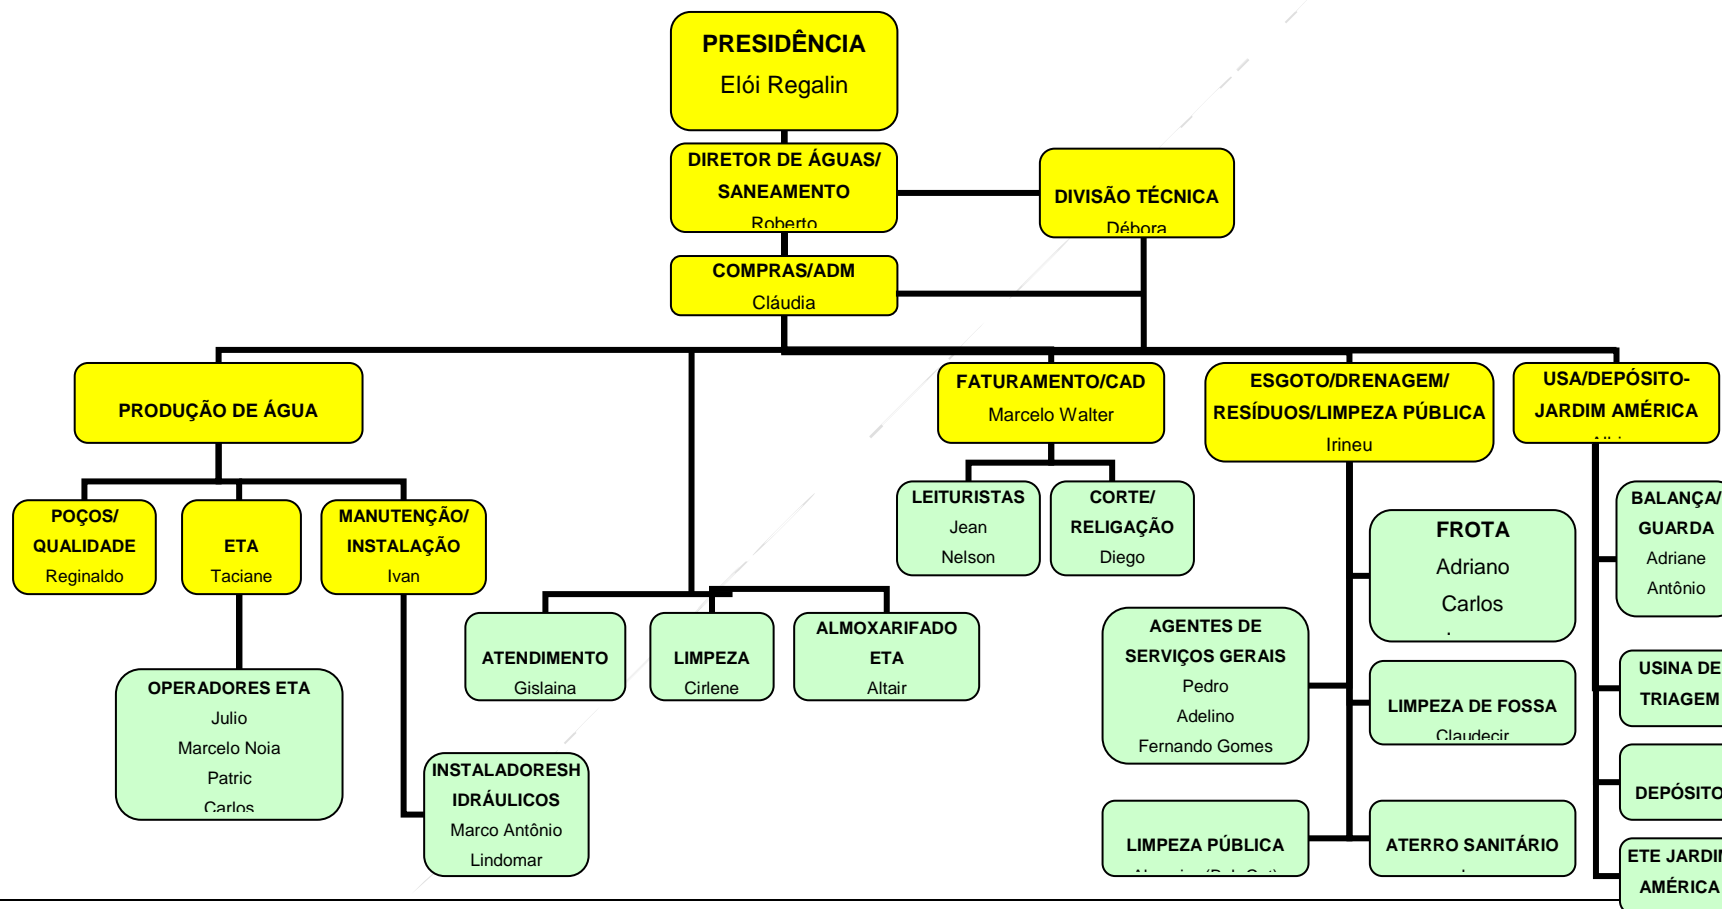 PRESIDÊNCIA
Elói Regalin
DIRETOR DE ÁGUAS/
SANEAMENTO
Roberto
DIVISÃO TÉCNICA
Débora
COMPRAS/ADM
Cláudia
PRODUÇÃO DE ÁGUA
FATURAMENTO/CAD
Marcelo Walter
ESGOTO/DRENAGEM/
RESÍDUOS/LIMPEZA PÚBLICA
Irineu
USA/DEPÓSITO-
JARDIM AMÉRICA
POÇOS/
QUALIDADE
Reginaldo
ETA
Taciane
MANUTENÇÃO/
INSTALAÇÃO
Ivan
LEITURISTAS
Jean
Nelson
CORTE/
RELIGAÇÃO
Diego
FROTA
Adriano
Carlos
BALANÇA/
GUARDA
Adriane
Antônio
ATENDIMENTO
Gislaina
LIMPEZA
Cirlene
ALMOXARIFADO
ETA
Altair
AGENTES DE
SERVIÇOS GERAIS
Pedro
Adelino
Fernando Gomes
LIMPEZA DE FOSSA
Claudecir
USINA DE
TRIAGEM
OPERADORES ETA
Julio
Marcelo Noia
Patric
Carlos
INSTALADORESH
IDRÁULICOS
Marco Antônio
Lindomar
DEPÓSITO
LIMPEZA PÚBLICA
ATERRO SANITÁRIO
ETE JARDIM
AMÉRICA